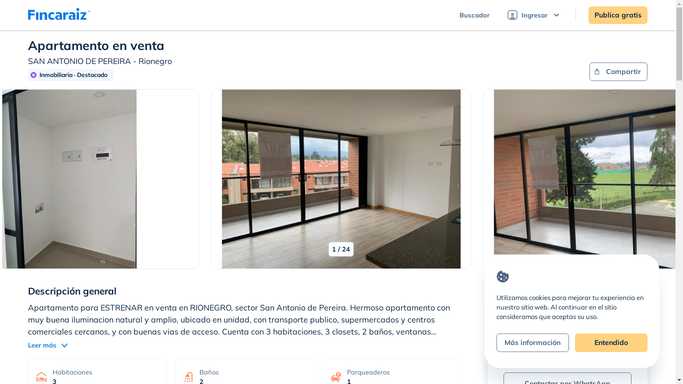 Fincaraiz
Buscador
Ingresar
Publica gratis
Apartamento en venta
SAN ANTONIO DE PEREIRA - Rionegro
Inmobiliaria - Destacado
Compartir
1 / 24
Descripción general
Apartamento para ESTRENAR en venta en RIONEGRO, sector San Antonio de Pereira. Hermoso apartamento con
muy buena iluminacion natural y amplio, ubicado en unidad, con transporte publico, supermercados y centros
comerciales cercanos, y con buenas vias de acceso. Cuenta con 3 habitaciones, 3 closets, 2 baños, ventanas...
Leer más
Habitaciones
3
Baños
2
Parqueaderos
1
Utilizamos cookies para mejorar tu experiencia en
nuestro sitio web. Al continuar en el sitio
consideramos que aceptas su uso.
Más información
Entendido
Contactar por WhatsApp